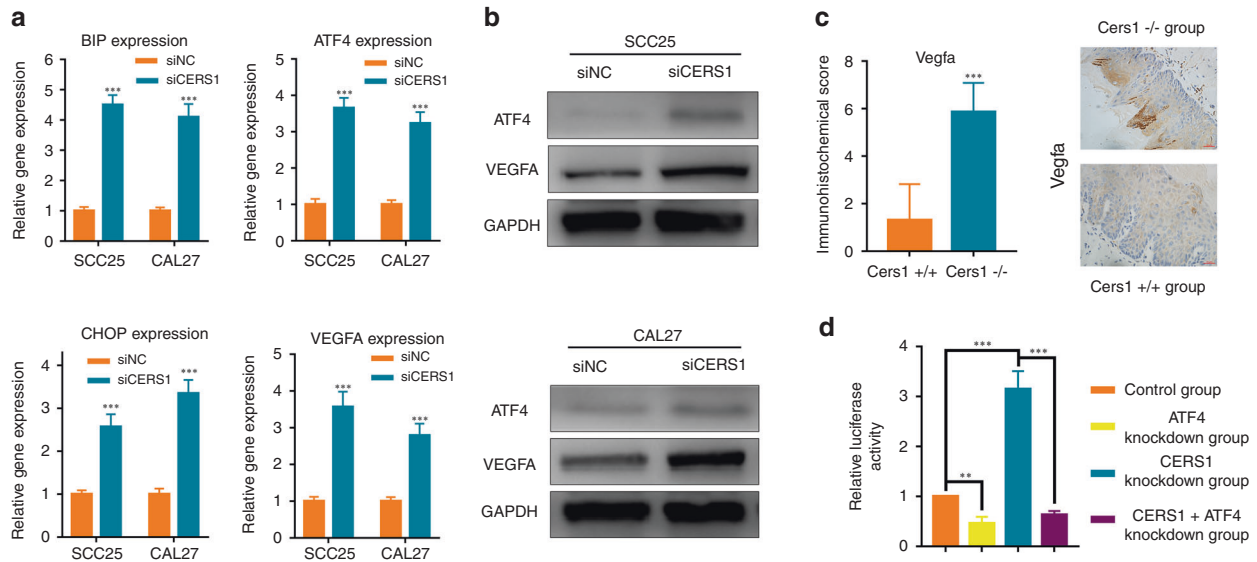 a
BIP expression
siNC
siCERS1
Relative gene expression
6
5
4
3
2
1
0
***
***
SCC25
CAL27
ATF4 expression
siNC
siCERS1
Relative gene expression
5
4
3
2
1
0
***
***
SCC25
CAL27
CHOP expression
siNC
siCERS1
Relative gene expression
4
3
2
1
0
***
***
SCC25
CAL27
VEGFA expression
siNC
siCERS1
Relative gene expression
5
4
3
2
1
0
***
***
SCC25
CAL27
b
SCC25
siNC
siCERS1
ATF4
VEGFA
GAPDH
CAL27
siNC
siCERS1
ATF4
VEGFA
GAPDH
c
Vegfa
Immunohistochemical score
8
6
4
2
0
***
Cers1 +/+
Cers1 -/-
Cers1 -/- group
Vegfa
Cers1 +/+ group
d
Relative luciferase
activity
4
3
2
1
0
**
***
***
Control group
ATF4
knockdown group
CERS1
knockdown group
CERS1 + ATF4
knockdown group